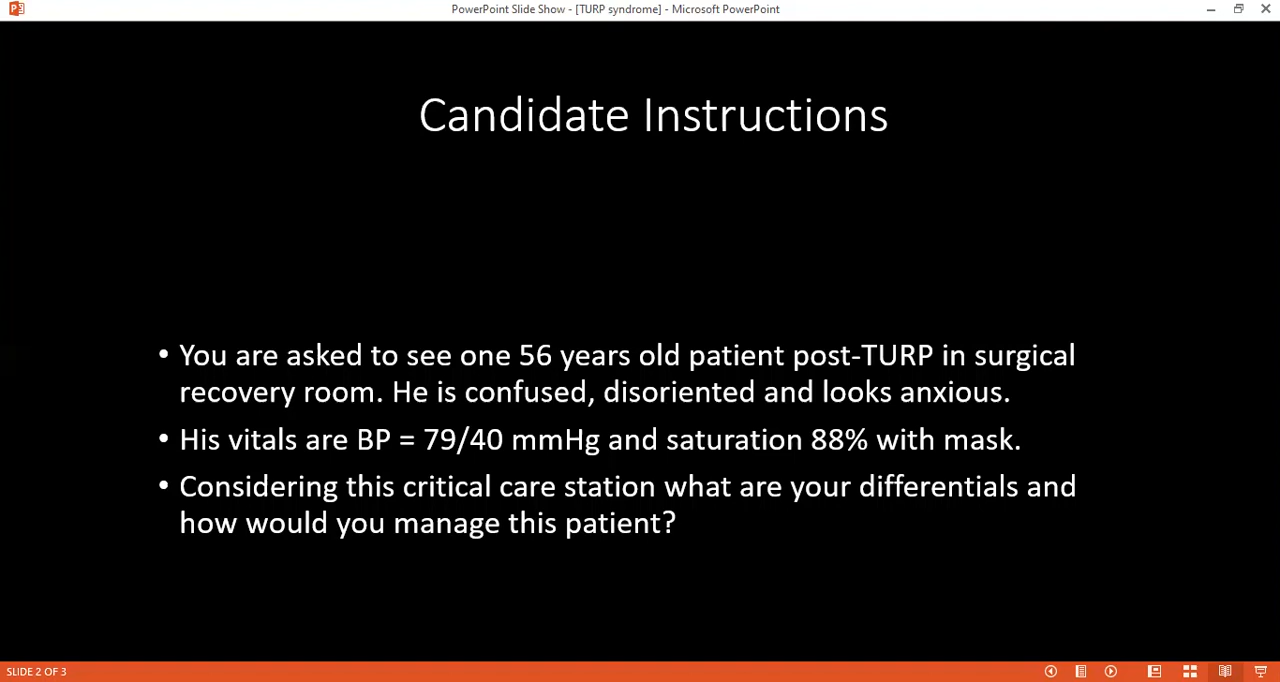 PowerPoint Slide Show - [TURP syndrome] - Microsoft PowerPoint
Candidate Instructions
• You are asked to see one 56 years old patient post-TURP in surgical
recovery room. He is confused, disoriented and looks anxious.
• His vitals are BP = 79/40 mmHg and saturation 88% with mask.
• Considering this critical care station what are your differentials and
how would you manage this patient?
SLIDE 2 OF 3